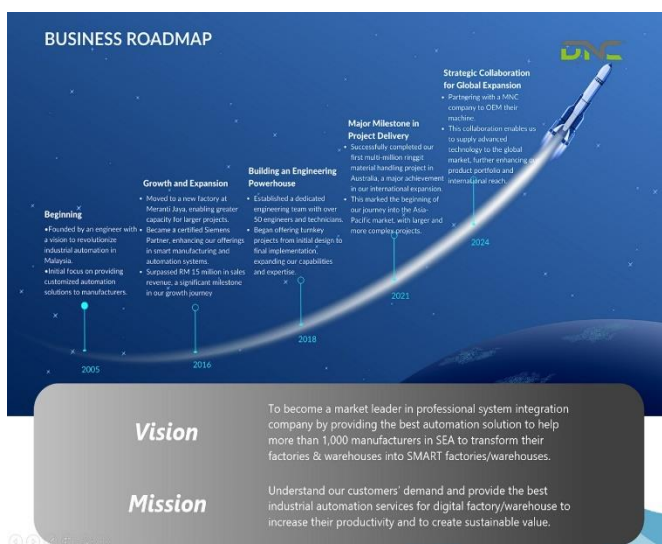 BUSINESS ROADMAP
DNC
Beginning
•Founded by an engineer with a vision to revolutionize
industrial automation in
Malaysia.
•Initial focus on providing
customized automation
solutions to manufacturers.
2005
Growth and Expansion
• Moved to a new factory at
Meranti Jaya, enabling greater
capacity for larger projects.
• Became a certified Siemens
Partner, enhancing our offerings
in smart manufacturing and
automation systems.
• Surpassed RM 15 million in sales
revenue, a significant milestone
in our growth journey
2016
Building an Engineering
Powerhouse
• Established a dedicated
engineering team with over
50 engineers and technicians.
• Began offering turnkey
projects from initial design to
final implementation,
expanding our capabilities
and expertise.
2018
Major Milestone in
Project Delivery
• Successfully completed our
first multi-million ringgit
material handling project in
Australia, a major achievement
in our international expansion.
• This marked the beginning of
our journey into the Asia-
Pacific market, with larger and
more complex projects.
2021
Strategic Collaboration
for Global Expansion
• Partnering with a MNC
company to OEM their
machine.
• This collaboration enables us
to supply advanced
technology to the global
market, further enhancing our
product portfolio and
international reach.
2024
Vision
To become a market leader in professional system integration
company by providing the best automation solution to help
more than 1,000 manufacturers in SEA to transform their
factories & warehouses into SMART factories/warehouses.
Mission
Understand our customers' demand and provide the best
industrial automation services for digital factory/warehouse to
increase their productivity and to create sustainable value.